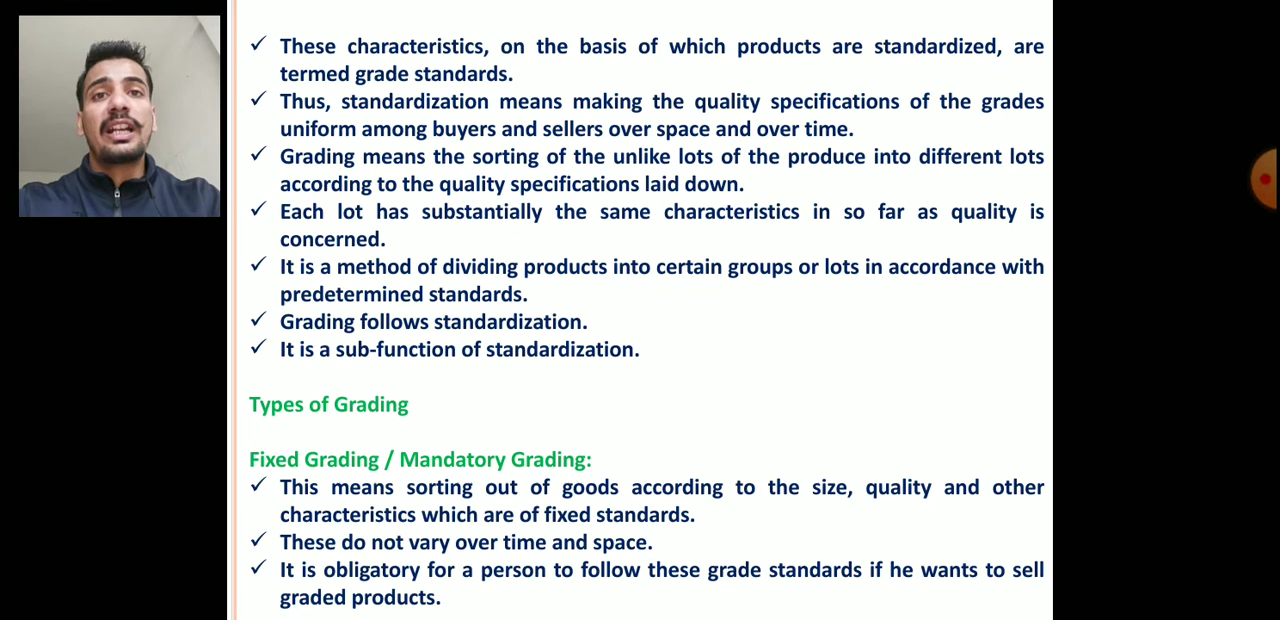 ✓ These characteristics, on the basis of which products are standardized, are
termed grade standards.
✓ Thus, standardization means making the quality specifications of the grades
uniform among buyers and sellers over space and over time.
✓ Grading means the sorting of the unlike lots of the produce into different lots
according to the quality specifications laid down.
✓ Each lot has substantially the same characteristics in so far as quality is
concerned.
✓ It is a method of dividing products into certain groups or lots in accordance with
predetermined standards.
✓ Grading follows standardization.
✓ It is a sub-function of standardization.
Types of Grading
Fixed Grading / Mandatory Grading:
✓ This means sorting out of goods according to the size, quality and other
characteristics which are of fixed standards.
✓ These do not vary over time and space.
✓ It is obligatory for a person to follow these grade standards if he wants to sell
graded products.